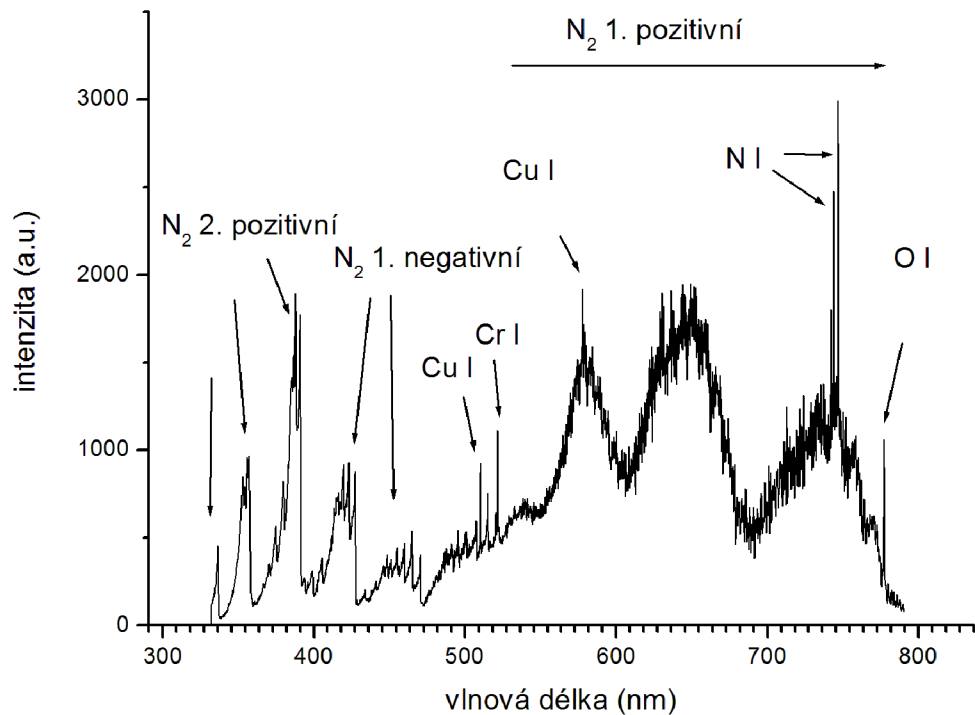 N₂ 1. pozitivní
3000
Cu I
N I
N₂ 2. pozitivní
N₂ 1. negativní
O I
2000
intenzita (a.u.)
Cr I
Cu I
1000
0
300 400 500 600 700 800
vlnová délka (nm)